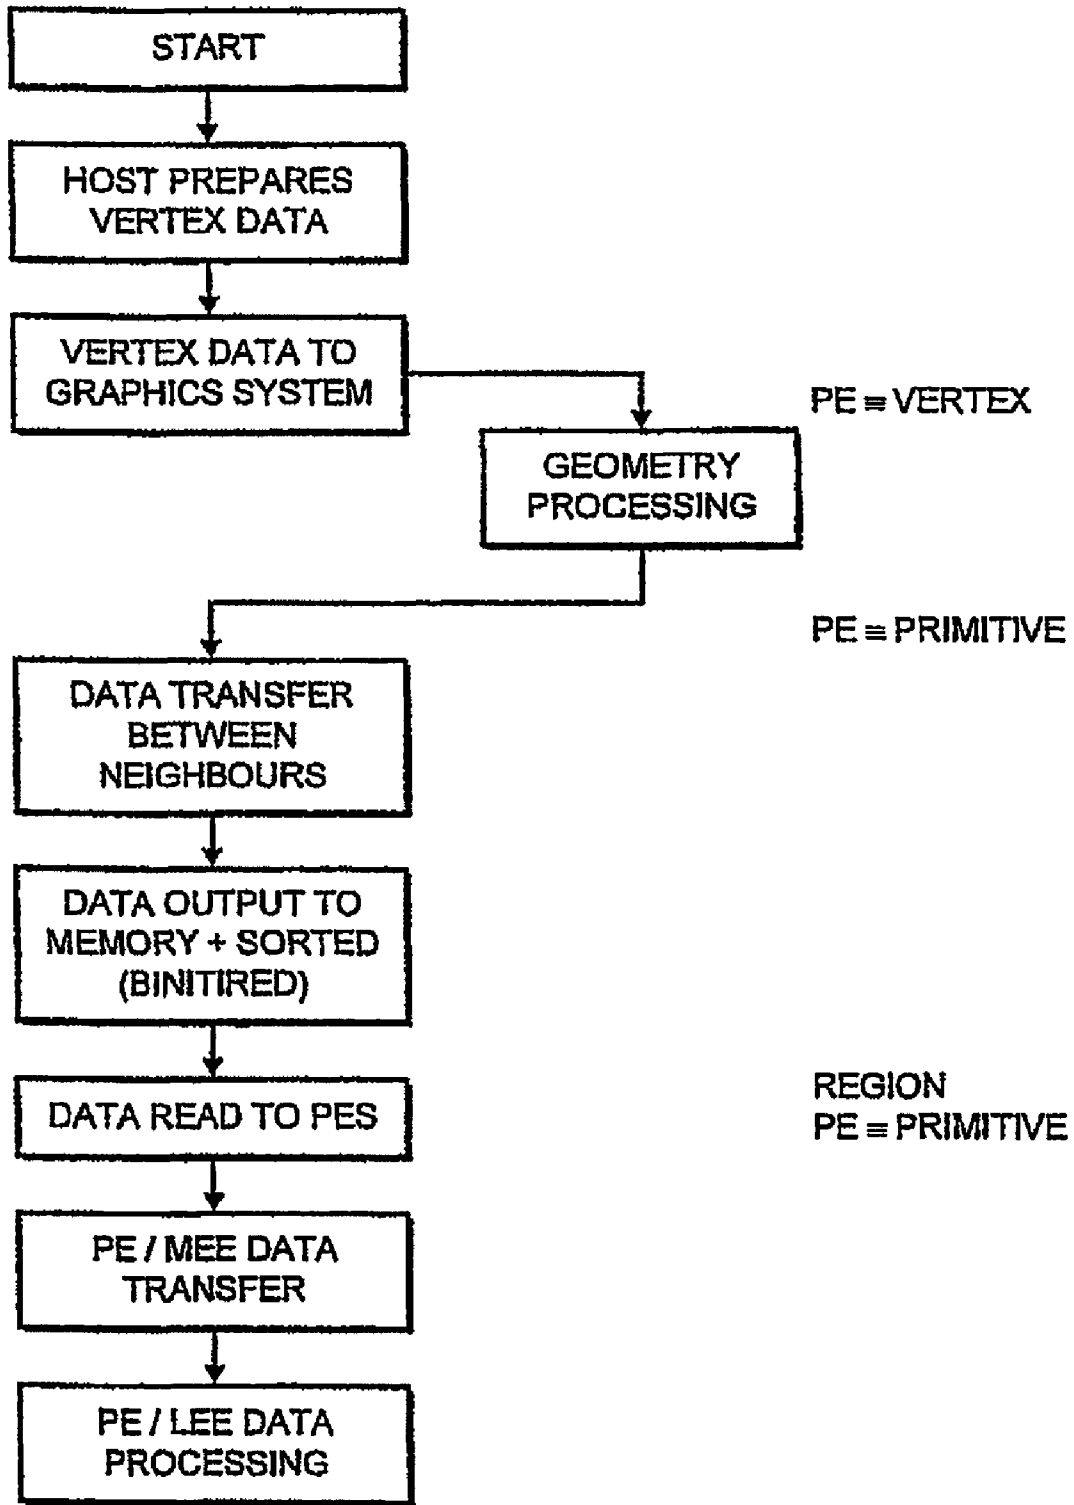 START
HOST PREPARES
VERTEX DATA
VERTEX DATA TO
GRAPHICS SYSTEM
PE ≡ VERTEX
GEOMETRY
PROCESSING
PE ≡ PRIMITIVE
DATA TRANSFER
BETWEEN
NEIGHBOURS
DATA OUTPUT TO
MEMORY + SORTED
(BINITIRED)
DATA READ TO PES
REGION
PE ≡ PRIMITIVE
PE / MEE DATA
TRANSFER
PE / LEE DATA
PROCESSING